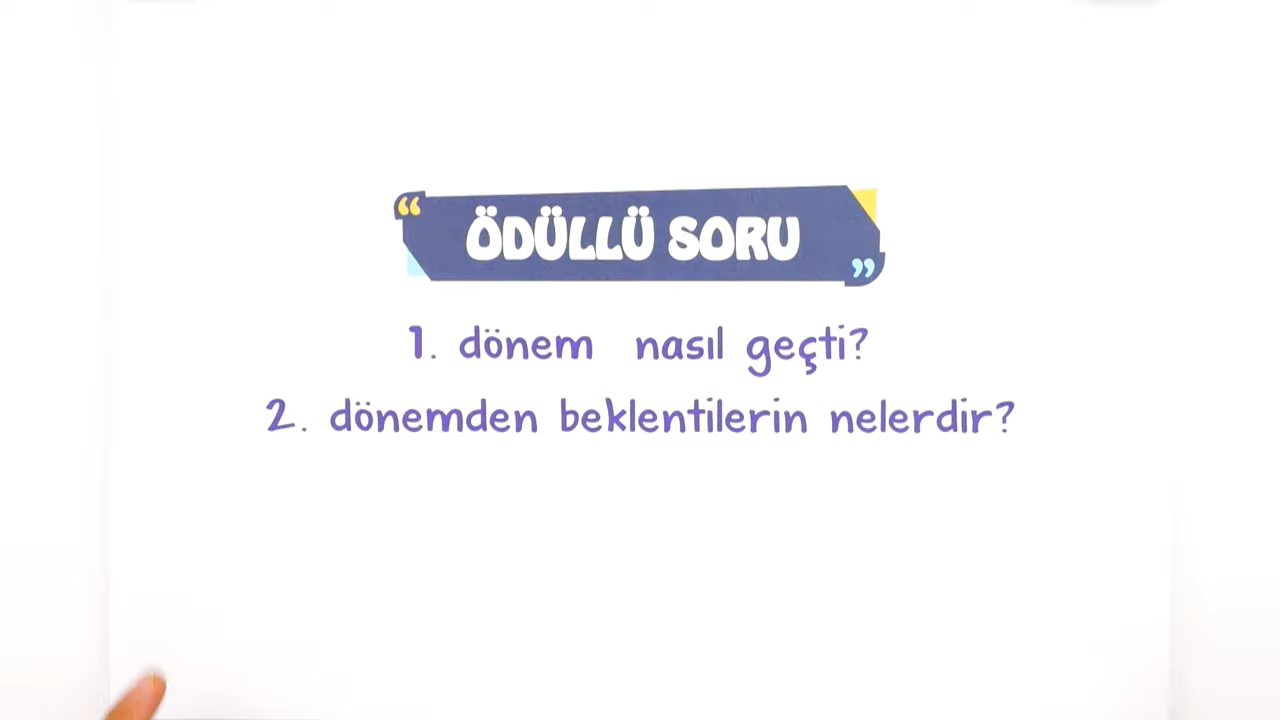 “ ÖDÜLLÜ SORU ”
1. dönem nasıl geçti?
2. dönemden beklentilerin nelerdir?